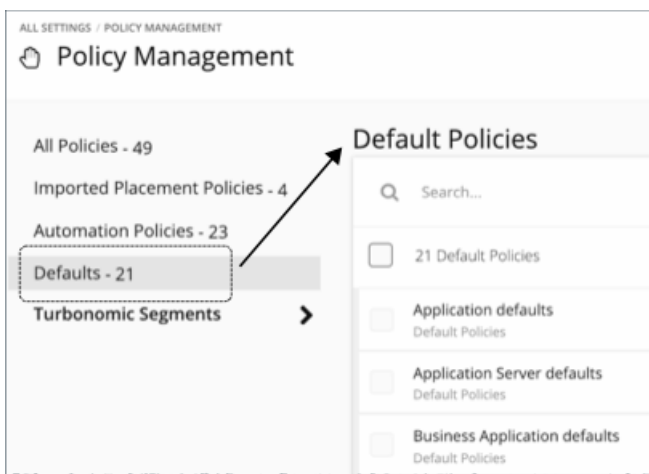 ALL SETTINGS / POLICY MANAGEMENT
Policy Management
All Policies - 49
Imported Placement Policies - 4
Automation Policies - 23
Defaults - 21
Turbonomic Segments
Default Policies
Search...
21 Default Policies
Application defaults
Default Policies
Application Server defaults
Default Policies
Business Application defaults
Default Policies